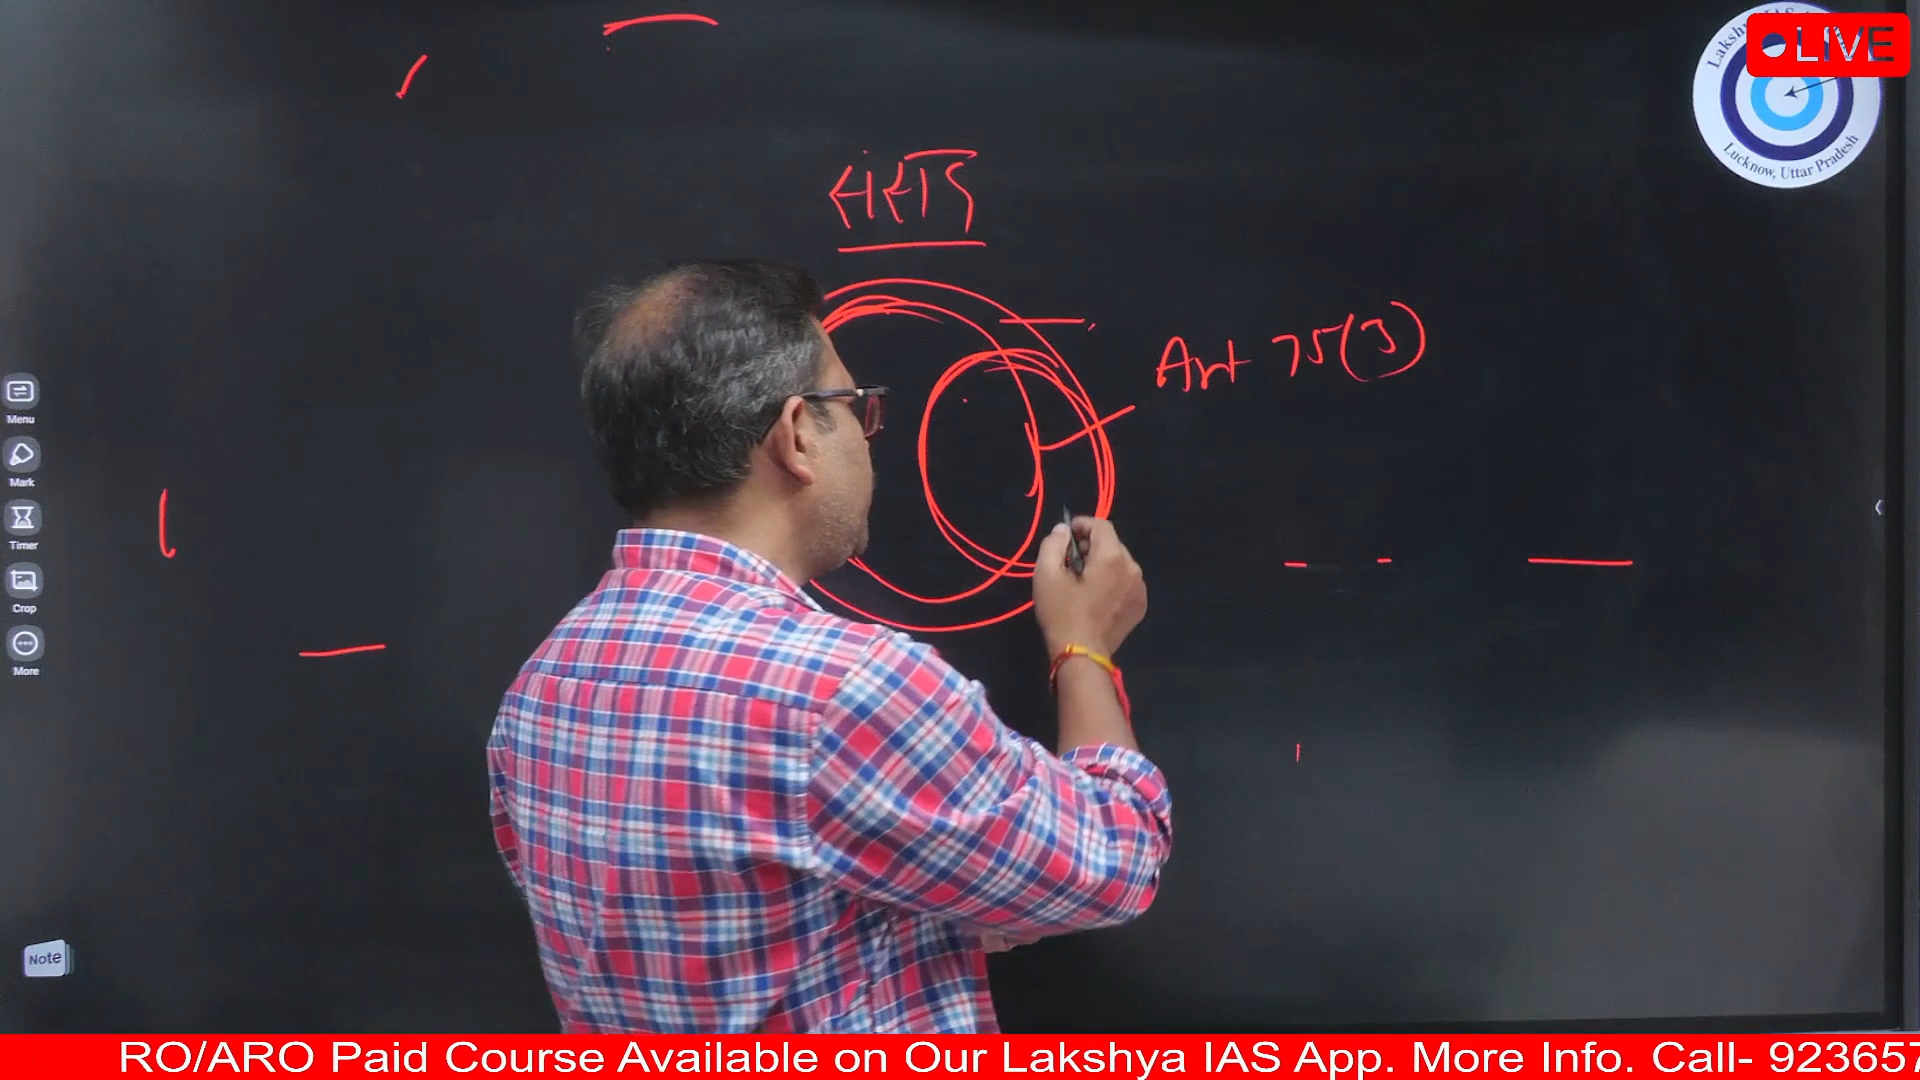 LIVE
Lucknow, Uttar Pradesh
संसद
Art 75(3)
Menu
Mark
Timer
Crop
More
Note
RO/ARO Paid Course Available on Our Lakshya IAS App. More Info. Call- 923657